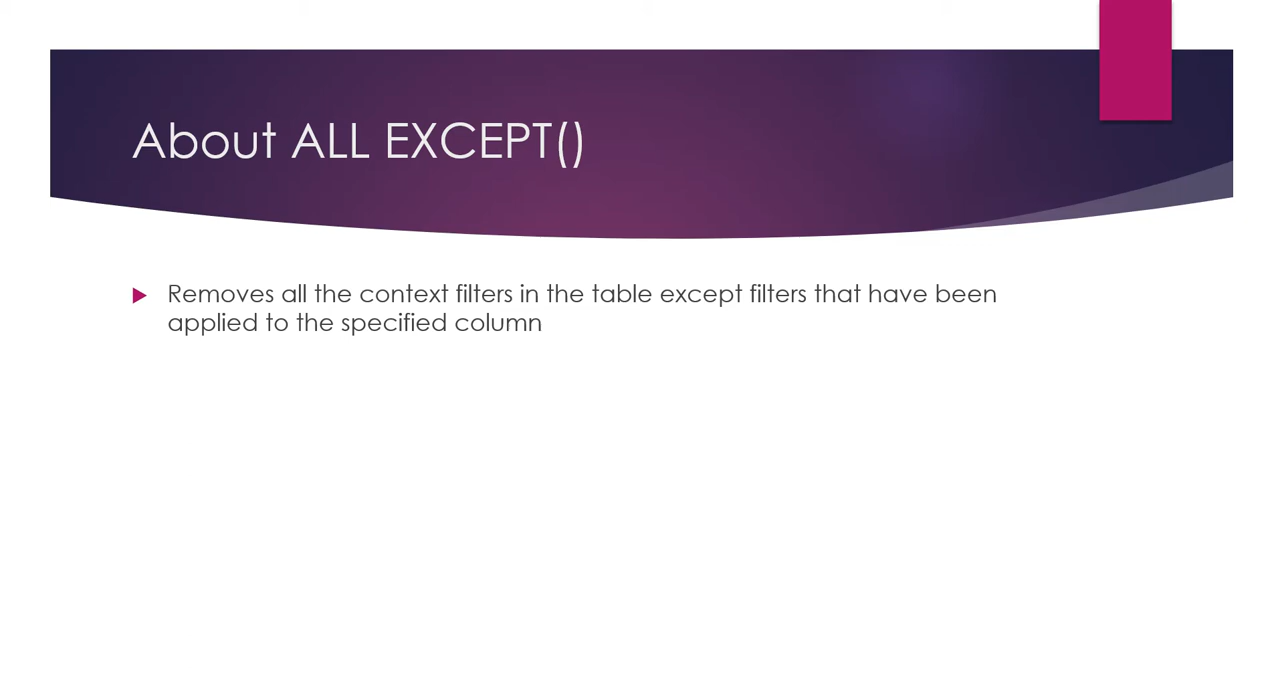 About ALL EXCEPT()
Removes all the context filters in the table except filters that have been
applied to the specified column